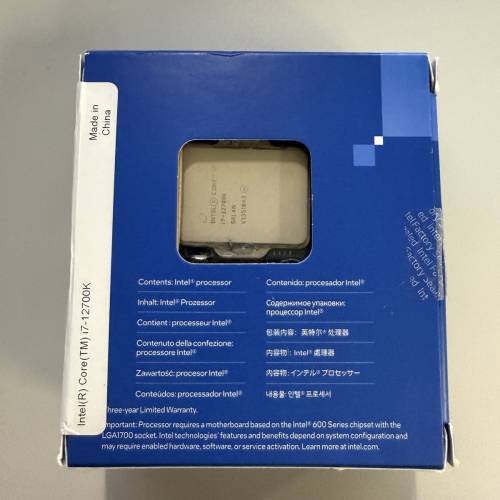 Made in
China
Intel(R) Core(TM) i7-12700K
INTEL® CORE™ i7
i7-12700K
SRL4N
Contents: Intel® processor
Inhalt: Intel® Prozessor
Contient : processeur Intel®
Contenuto della confezione:
processore Intel®
Zawartość: procesor Intel®
Conteúdos: processador Intel®
Contenido: procesador Intel®
Содержимое упаковки:
процессор Intel®
包装内容：英特尔® 处理器
內容物：Intel® 處理器
内容物: インテル® プロセッサー
내용물: 인텔® 프로세서
Three-year Limited Warranty.
Important: Processor requires a motherboard based on the Intel® 600 Series chipset with the
LGA1700 socket. Intel technologies' features and benefits depend on system configuration and
may require enabled hardware, software, or service activation. Learn more at intel.com.